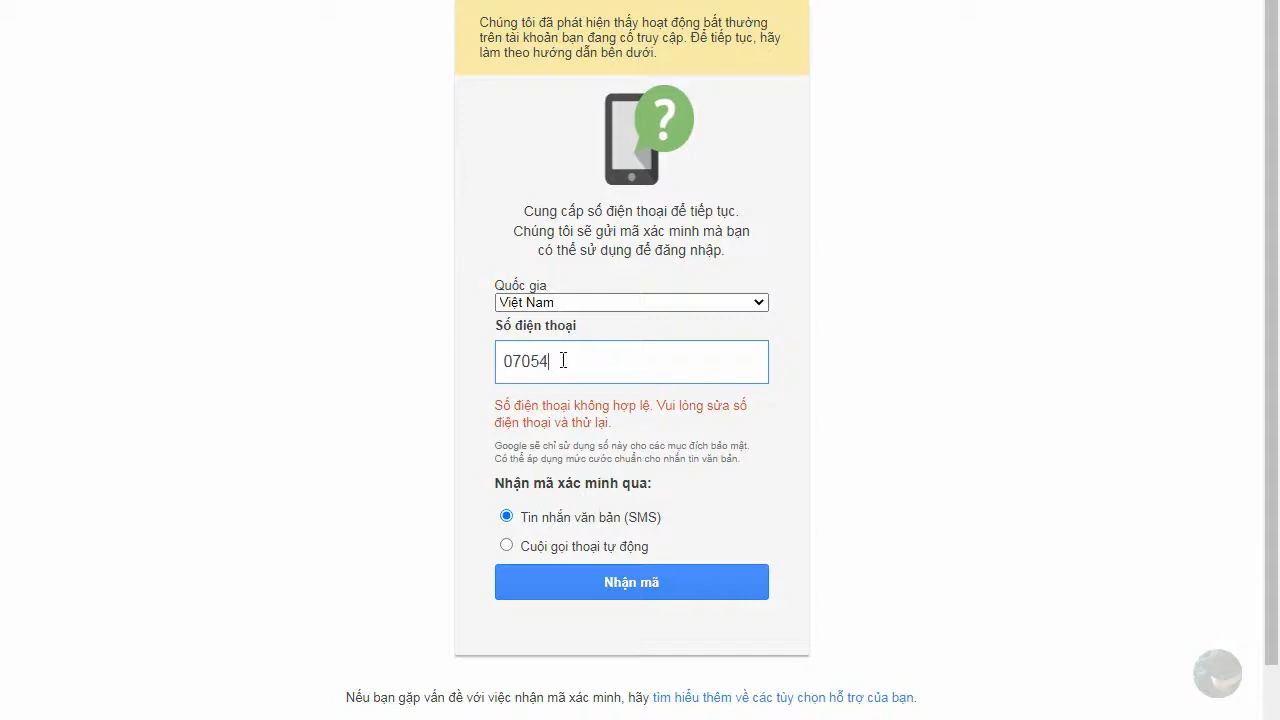 Chúng tôi đã phát hiện thấy hoạt động bất thường
trên tài khoản bạn đang cố truy cập. Để tiếp tục, hãy
làm theo hướng dẫn bên dưới.
?
Cung cấp số điện thoại để tiếp tục.
Chúng tôi sẽ gửi mã xác minh mà bạn
có thể sử dụng để đăng nhập.
Quốc gia
Việt Nam
Số điện thoại
07054
Số điện thoại không hợp lệ. Vui lòng sửa số
điện thoại và thử lại.
Google sẽ chỉ sử dụng số này cho các mục đích bảo mật.
Có thể áp dụng mức cước chuẩn cho nhắn tin văn bản.
Nhận mã xác minh qua:
Tin nhắn văn bản (SMS)
Cuội gọi thoại tự động
Nhận mã
Nếu bạn gặp vấn đề với việc nhận mã xác minh, hãy tìm hiểu thêm về các tùy chọn hỗ trợ của bạn.